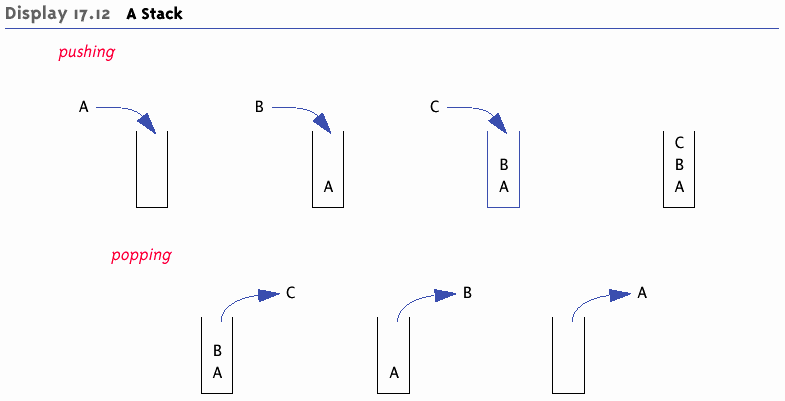 Display 17.12 A Stack
pushing
A B C
C
B B
A A A
popping
C B A
B
A A